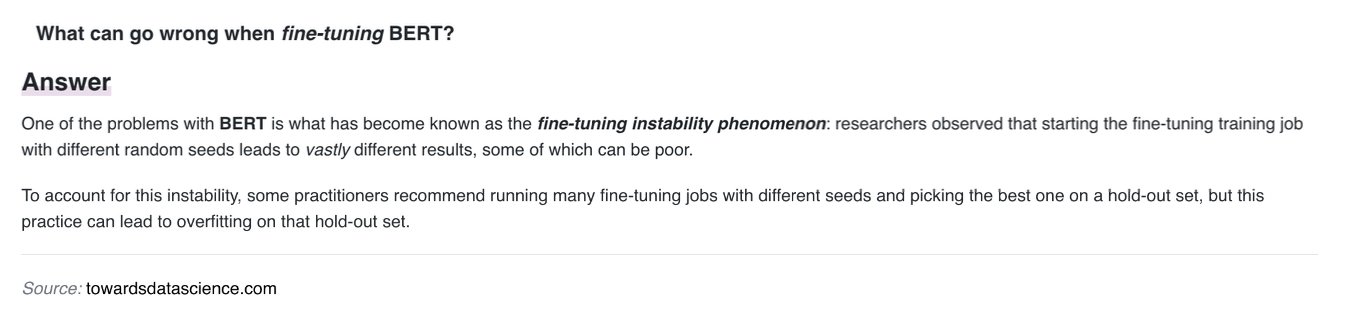 What can go wrong when fine-tuning BERT?
Answer
One of the problems with BERT is what has become known as the fine-tuning instability phenomenon: researchers observed that starting the fine-tuning training job
with different random seeds leads to vastly different results, some of which can be poor.
To account for this instability, some practitioners recommend running many fine-tuning jobs with different seeds and picking the best one on a hold-out set, but this
practice can lead to overfitting on that hold-out set.
Source: towardsdatascience.com